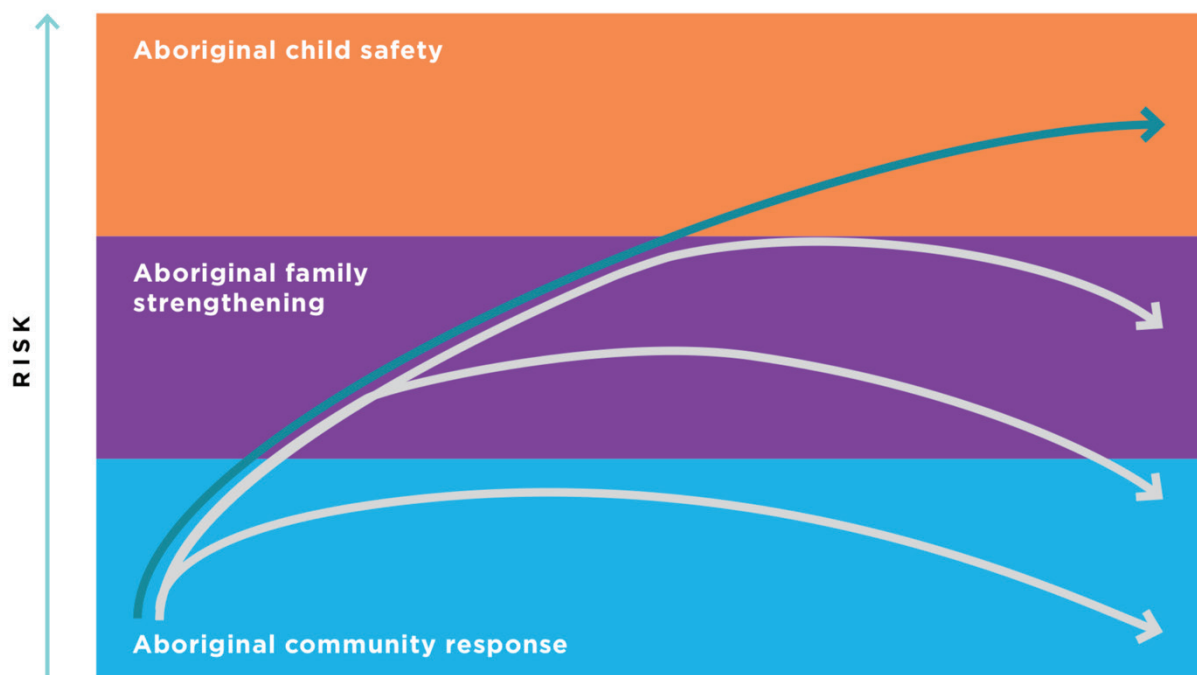 Aboriginal child safety
Aboriginal family
strengthening
RISK
Aboriginal community response